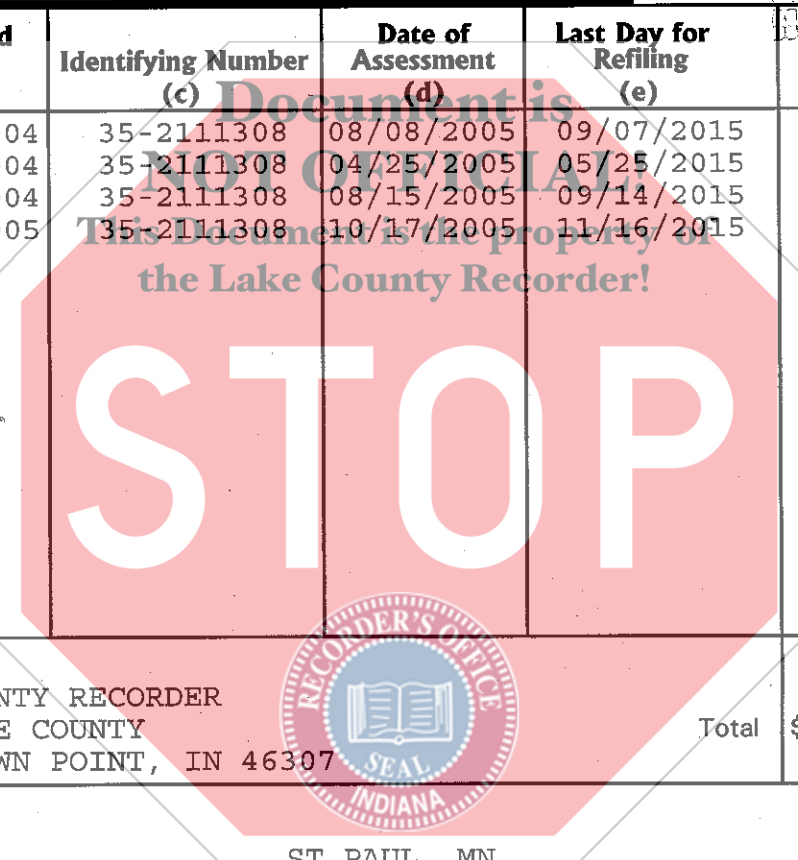 d
Identifying Number
(c)
Date of
Assessment
(d)
Last Day for
Refiling
(e)
04 35-2111308 08/08/2005 09/07/2015
04 35-2111308 04/25/2005 05/25/2015
04 35-2111308 08/15/2005 09/14/2015
05 35-2111308 10/17/2005 11/16/2015
Document is
NOT OFFICIAL!
This Document is the property of
the Lake County Recorder!
STOP
NTY RECORDER
E COUNTY
WN POINT, IN 46307
Total $
RECORDER'S OFFICE
SEAL
INDIANA
ST. PAUL, MN